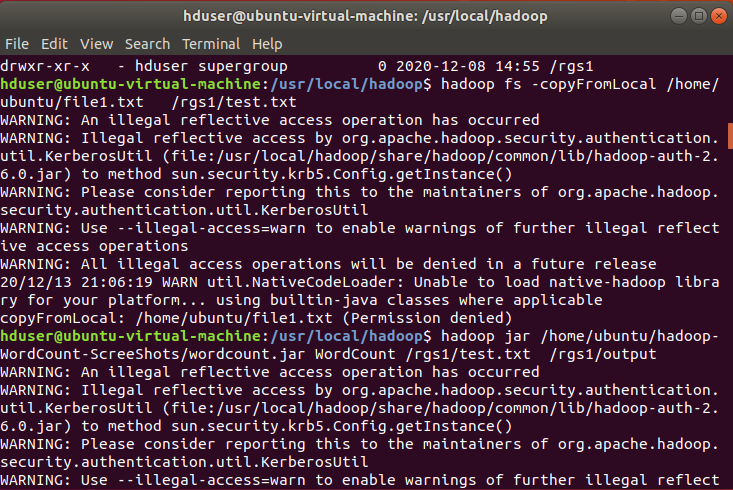 hduser@ubuntu-virtual-machine: /usr/local/hadoop
File Edit View Search Terminal Help
drwxr-xr-x   - hduser supergroup          0 2020-12-08 14:55 /rgs1
hduser@ubuntu-virtual-machine:/usr/local/hadoop$ hadoop fs -copyFromLocal /home/
ubuntu/file1.txt   /rgs1/test.txt
WARNING: An illegal reflective access operation has occurred
WARNING: Illegal reflective access by org.apache.hadoop.security.authentication.
util.KerberosUtil (file:/usr/local/hadoop/share/hadoop/common/lib/hadoop-auth-2.
6.0.jar) to method sun.security.krb5.Config.getInstance()
WARNING: Please consider reporting this to the maintainers of org.apache.hadoop.
security.authentication.util.KerberosUtil
WARNING: Use --illegal-access=warn to enable warnings of further illegal reflect
ive access operations
WARNING: All illegal access operations will be denied in a future release
20/12/13 21:06:19 WARN util.NativeCodeLoader: Unable to load native-hadoop libra
ry for your platform... using builtin-java classes where applicable
copyFromLocal: /home/ubuntu/file1.txt (Permission denied)
hduser@ubuntu-virtual-machine:/usr/local/hadoop$ hadoop jar /home/ubuntu/hadoop-
WordCount-ScreeShots/wordcount.jar WordCount /rgs1/test.txt  /rgs1/output
WARNING: An illegal reflective access operation has occurred
WARNING: Illegal reflective access by org.apache.hadoop.security.authentication.
util.KerberosUtil (file:/usr/local/hadoop/share/hadoop/common/lib/hadoop-auth-2.
6.0.jar) to method sun.security.krb5.Config.getInstance()
WARNING: Please consider reporting this to the maintainers of org.apache.hadoop.
security.authentication.util.KerberosUtil
WARNING: Use --illegal-access=warn to enable warnings of further illegal reflect